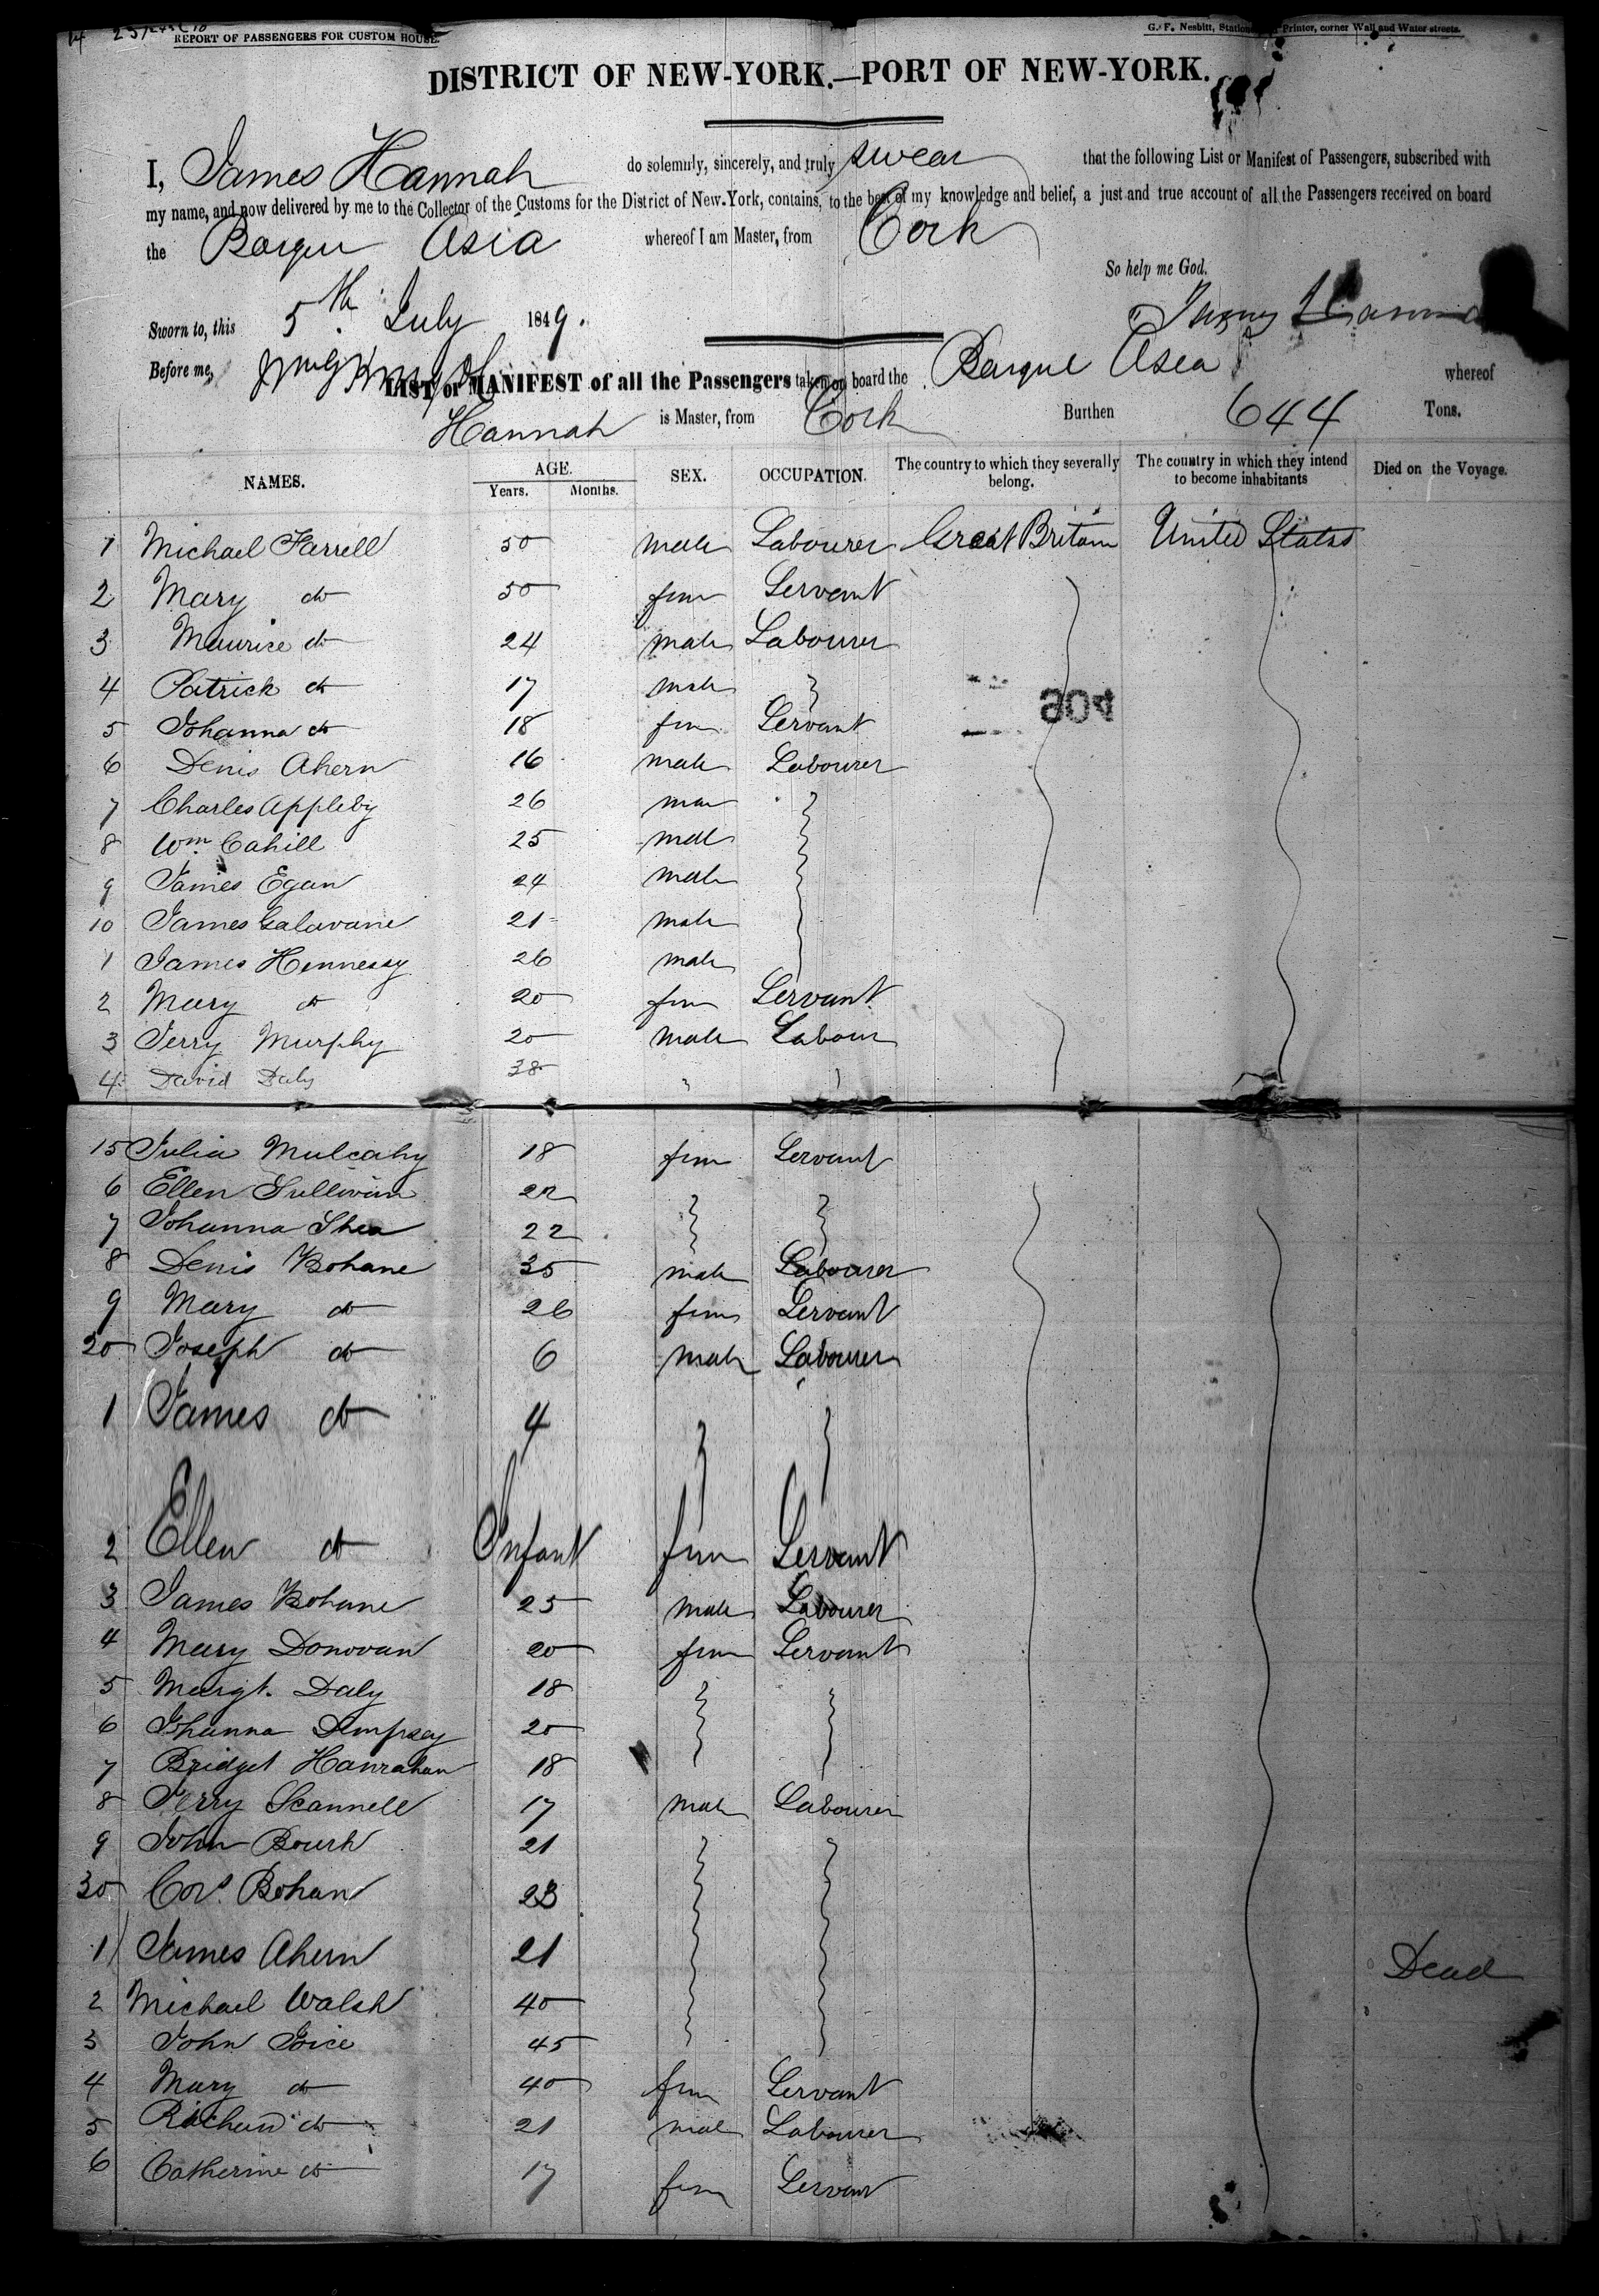 REPORT OF PASSENGERS FOR CUSTOM HOUSE.
G. F. Nesbitt, Printer, corner Wall and Water streets.
DISTRICT OF NEW-YORK.—PORT OF NEW-YORK.
I, James Hannah do solemnly, sincerely, and truly swear that the following List or Manifest of Passengers, subscribed with
my name, and now delivered by me to the Collector of the Customs for the District of New-York, contains, to the best of my knowledge and belief, a just and true account of all the Passengers received on board
the Barque Asia whereof I am Master, from Cork
So help me God.
Sworn to, this 5th July 1849.
Before me,
LIST or MANIFEST of all the Passengers taken on board the Barque Asia whereof
Hannah is Master, from Cork Burthen 644 Tons.
NAMES. AGE. Years. Months. SEX. OCCUPATION. The country to which they severally belong. The country in which they intend to become inhabitants Died on the Voyage.
1 Michael Farrell 50 male Labourer Great Britain United States
2 Mary do 50 fem Servant
3 Maurice do 24 male Labourer
4 Patrick do 17 male
904
5 Johanna do 18 fem Servant
6 Denis Ahern 16 male Labourer
7 Charles Appleby 26 mae
8 Wm Cahill 25 male
9 James Egan 24 male
10 James Galavane 21 male
1 James Hennessy 26 male
2 Mary do 20 fem Servant
3 Jerry Murphy 20 male Labour
4 David Daly 38
15 Julia Mulcahy 18 fem Servant
6 Ellen Sullivan 22
7 Johanna Shea 22
8 Denis Bohane 35 male Labourer
9 Mary do 26 fem Servant
20 Joseph do 6 male Labourer
1 James do 4
2 Ellen do Infant fem Servant
3 James Bohane 25 male Labourer
4 Mary Donovan 20 fem Servant
5 Margt. Daly 18
6 Johanna Dempsey 20
7 Bridget Hanrahan 18
8 Jerry Scannell 17 male Labourer
9 John Bourk 21
30 Cors. Bohan 23
1 James Ahern 21 Dead
2 Michael Walsh 40
3 John Joice 45
4 Mary do 40 fem Servant
5 Richard do 21 male Labourer
6 Catherine do 17 fem Servant